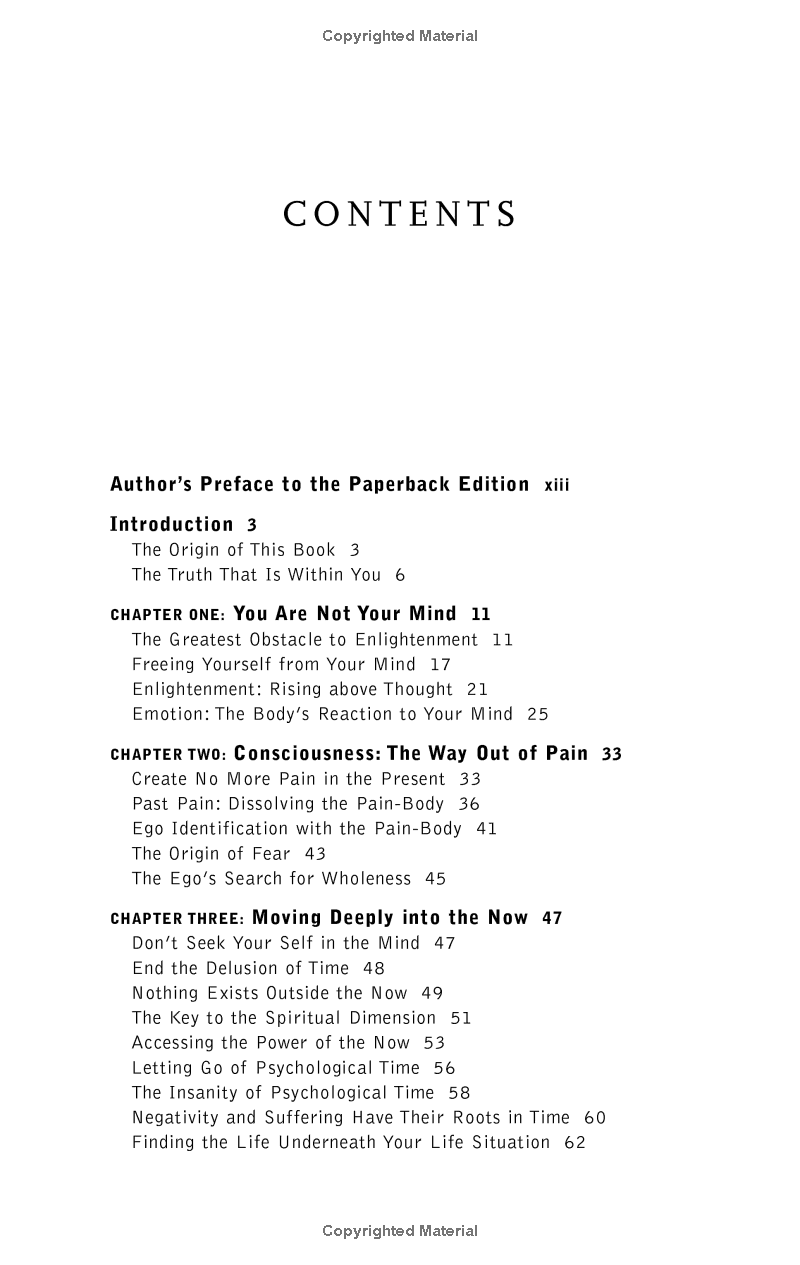 Copyrighted Material
CONTENTS
Author’s Preface to the Paperback Edition xiii
Introduction 3
The Origin of This Book 3
The Truth That Is Within You 6
CHAPTER ONE: You Are Not Your Mind 11
The Greatest Obstacle to Enlightenment 11
Freeing Yourself from Your Mind 17
Enlightenment: Rising above Thought 21
Emotion: The Body’s Reaction to Your Mind 25
CHAPTER TWO: Consciousness: The Way Out of Pain 33
Create No More Pain in the Present 33
Past Pain: Dissolving the Pain-Body 36
Ego Identification with the Pain-Body 41
The Origin of Fear 43
The Ego’s Search for Wholeness 45
CHAPTER THREE: Moving Deeply into the Now 47
Don’t Seek Your Self in the Mind 47
End the Delusion of Time 48
Nothing Exists Outside the Now 49
The Key to the Spiritual Dimension 51
Accessing the Power of the Now 53
Letting Go of Psychological Time 56
The Insanity of Psychological Time 58
Negativity and Suffering Have Their Roots in Time 60
Finding the Life Underneath Your Life Situation 62
Copyrighted Material